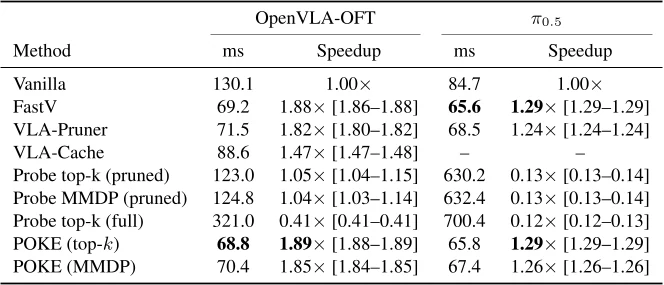 OpenVLA-OFT π0.5
Method ms Speedup ms Speedup
Vanilla 130.1 1.00× 84.7 1.00×
FastV 69.2 1.88× [1.86–1.88] 65.6 1.29× [1.29–1.29]
VLA-Pruner 71.5 1.82× [1.80–1.82] 68.5 1.24× [1.24–1.24]
VLA-Cache 88.6 1.47× [1.47–1.48] – –
Probe top-k (pruned) 123.0 1.05× [1.04–1.15] 630.2 0.13× [0.13–0.14]
Probe MMDP (pruned) 124.8 1.04× [1.03–1.14] 632.4 0.13× [0.13–0.14]
Probe top-k (full) 321.0 0.41× [0.41–0.41] 700.4 0.12× [0.12–0.13]
POKE (top-k) 68.8 1.89× [1.88–1.89] 65.8 1.29× [1.29–1.29]
POKE (MMDP) 70.4 1.85× [1.84–1.85] 67.4 1.26× [1.26–1.26]